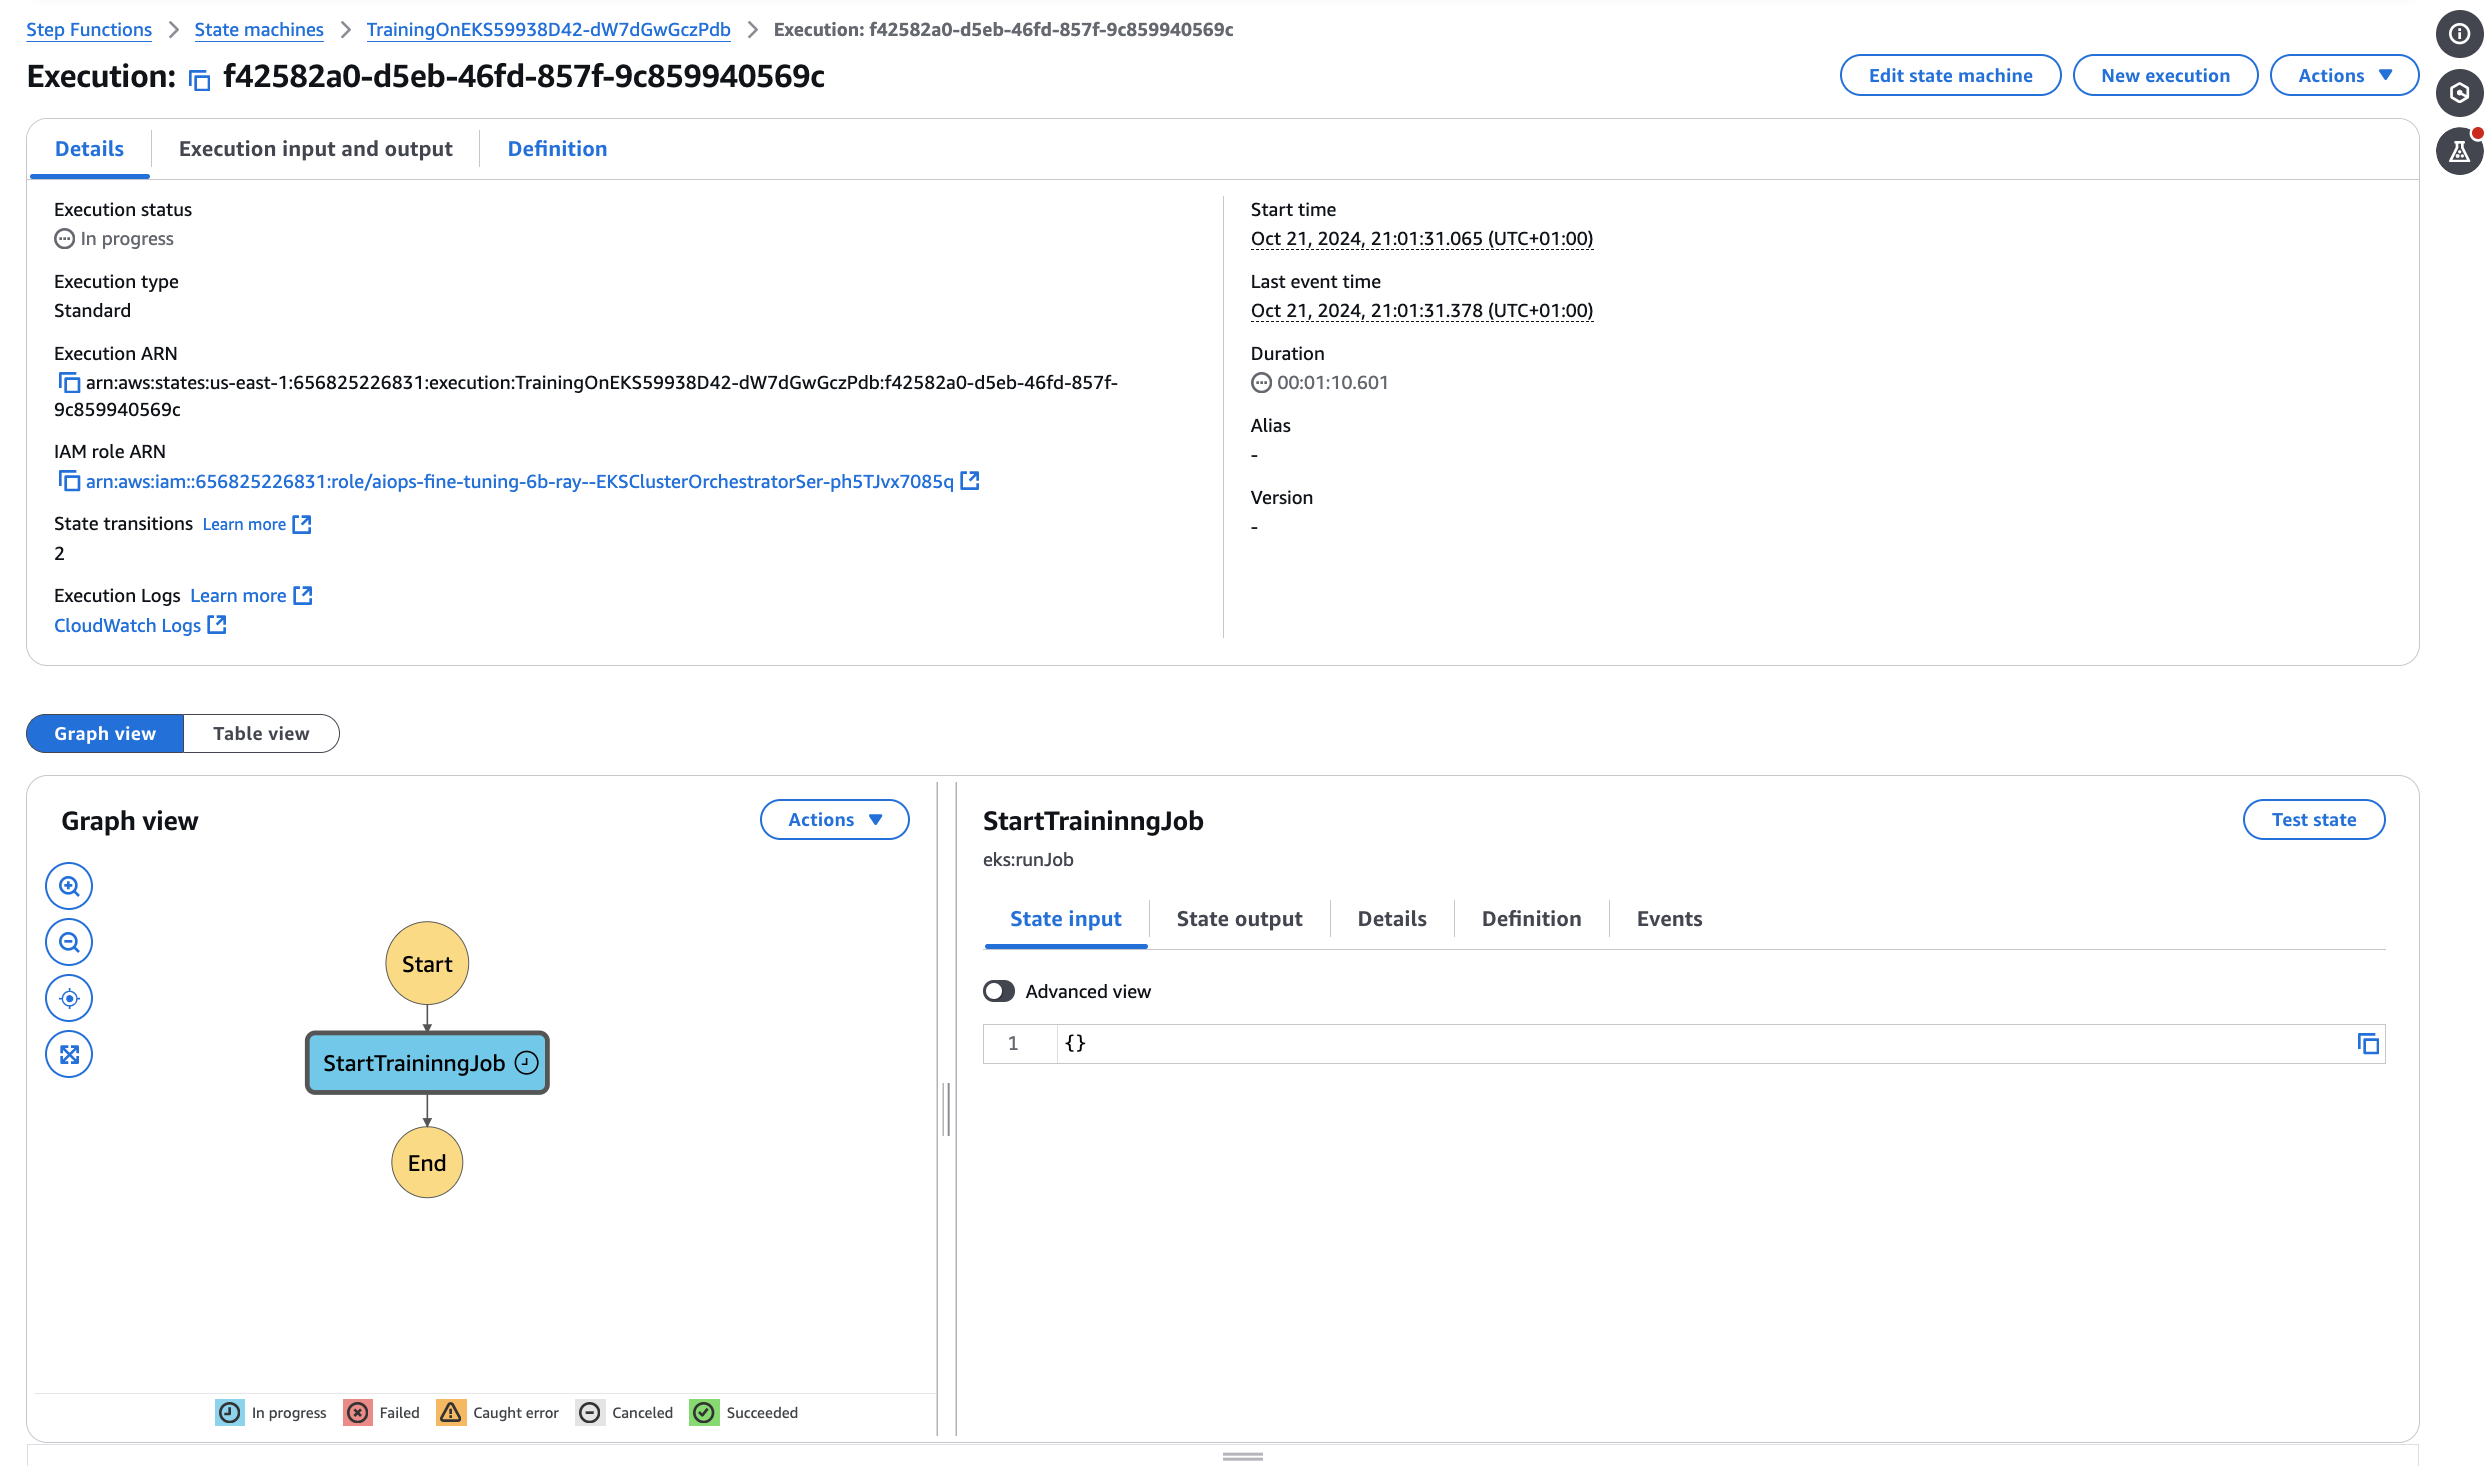 Step Functions > State machines > TrainingOnEKS59938D42-dW7dGwGczPdb > Execution: f42582a0-d5eb-46fd-857f-9c859940569c
Execution: f42582a0-d5eb-46fd-857f-9c859940569c
Edit state machine
New execution
Actions
Details
Execution input and output
Definition
Execution status
In progress
Execution type
Standard
Execution ARN
arn:aws:states:us-east-1:656825226831:execution:TrainingOnEKS59938D42-dW7dGwGczPdb:f42582a0-d5eb-46fd-857f-
9c859940569c
IAM role ARN
arn:aws:iam::656825226831:role/aiops-fine-tuning-6b-ray--EKSClusterOrchestratorSer-ph5TJvx7085q
State transitions Learn more
2
Execution Logs Learn more
CloudWatch Logs
Start time
Oct 21, 2024, 21:01:31.065 (UTC+01:00)
Last event time
Oct 21, 2024, 21:01:31.378 (UTC+01:00)
Duration
00:01:10.601
Alias
-
Version
-
Graph view
Table view
Graph view
Actions
Start
StartTraininngJob
End
In progress
Failed
Caught error
Canceled
Succeeded
StartTraininngJob
Test state
eks:runJob
State input
State output
Details
Definition
Events
Advanced view
1 {}